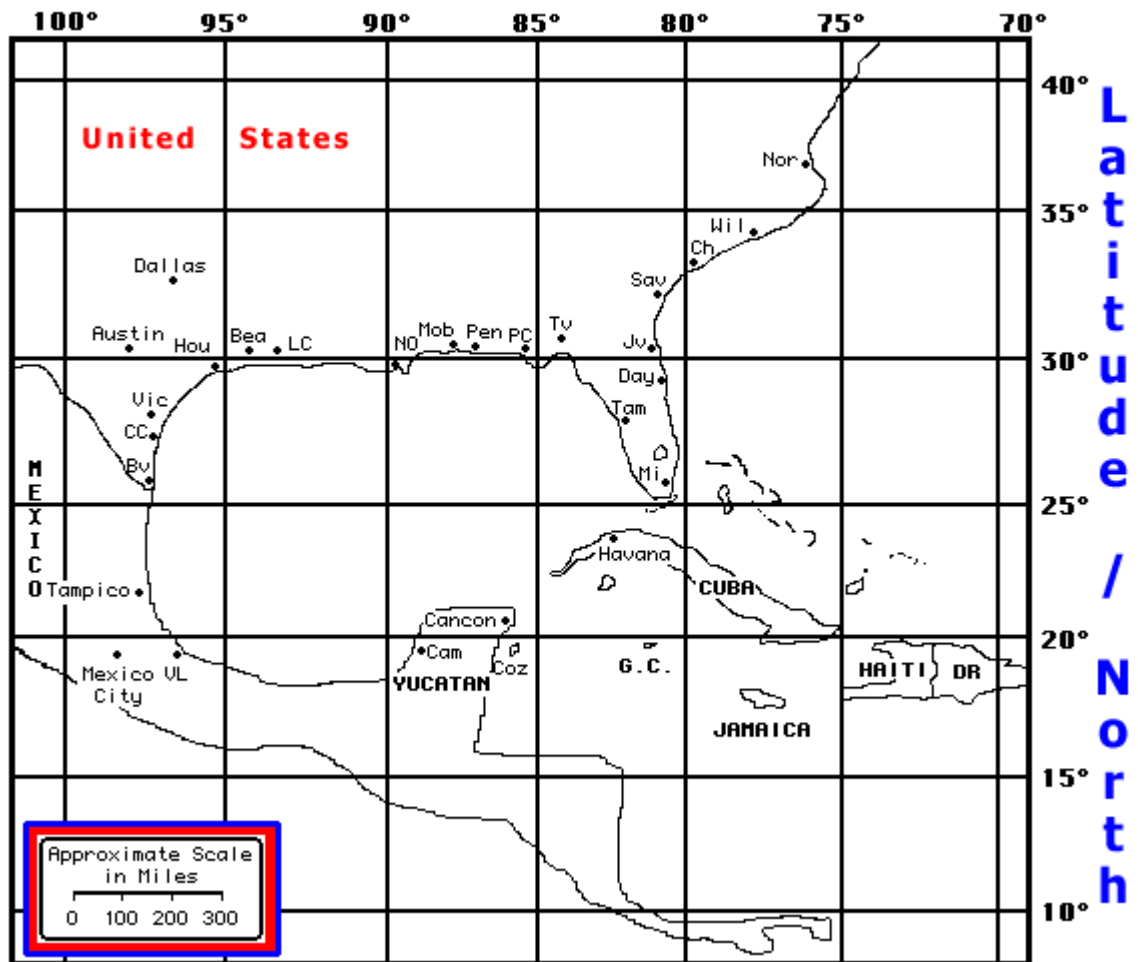 100° 95° 90° 85° 80° 75° 70°
40°
United States
Nor
35°
Wil
Ch
Dallas
Sav
Austin
Hou
Bea
LC
NO
Mob
Pen
PC
Tv
Jv
30°
Day
Vic
Tam
CC
Bv
Mi
25°
MEXICO
Havana
CUBA
Tampico
Cancon
20°
Cam
Coz
G.C.
HAITI
DR
Mexico
City
VL
YUCATAN
JAMAICA
15°
Approximate Scale
in Miles
0 100 200 300
10°
Latitude / North